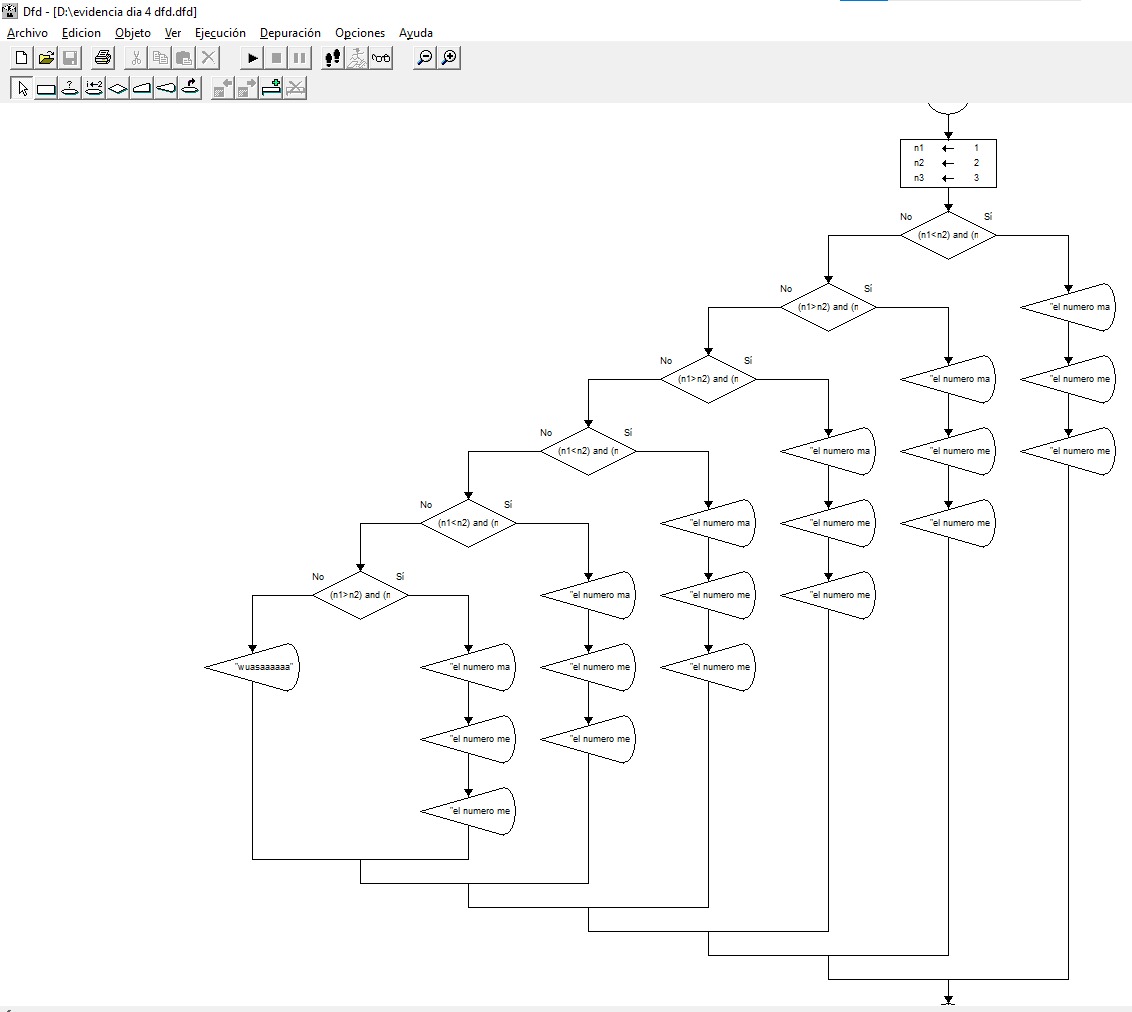 Dfd - [D:\evidencia dia 4 dfd.dfd]
Archivo Edicion Objeto Ver Ejecución Depuración Opciones Ayuda
n1 ← 1
n2 ← 2
n3 ← 3
No Sí
(n1<n2) and (n
No Sí
(n1>n2) and (n
"el numero ma
No Sí
(n1>n2) and (n
"el numero ma
"el numero me
No Sí
(n1<n2) and (n
"el numero ma
"el numero me
"el numero me
No Sí
(n1<n2) and (n
"el numero ma
"el numero me
"el numero me
No Sí
(n1>n2) and (n
"el numero ma
"el numero me
"el numero me
"wuasaaaaaa"
"el numero ma
"el numero me
"el numero me
"el numero me
"el numero me
"el numero me